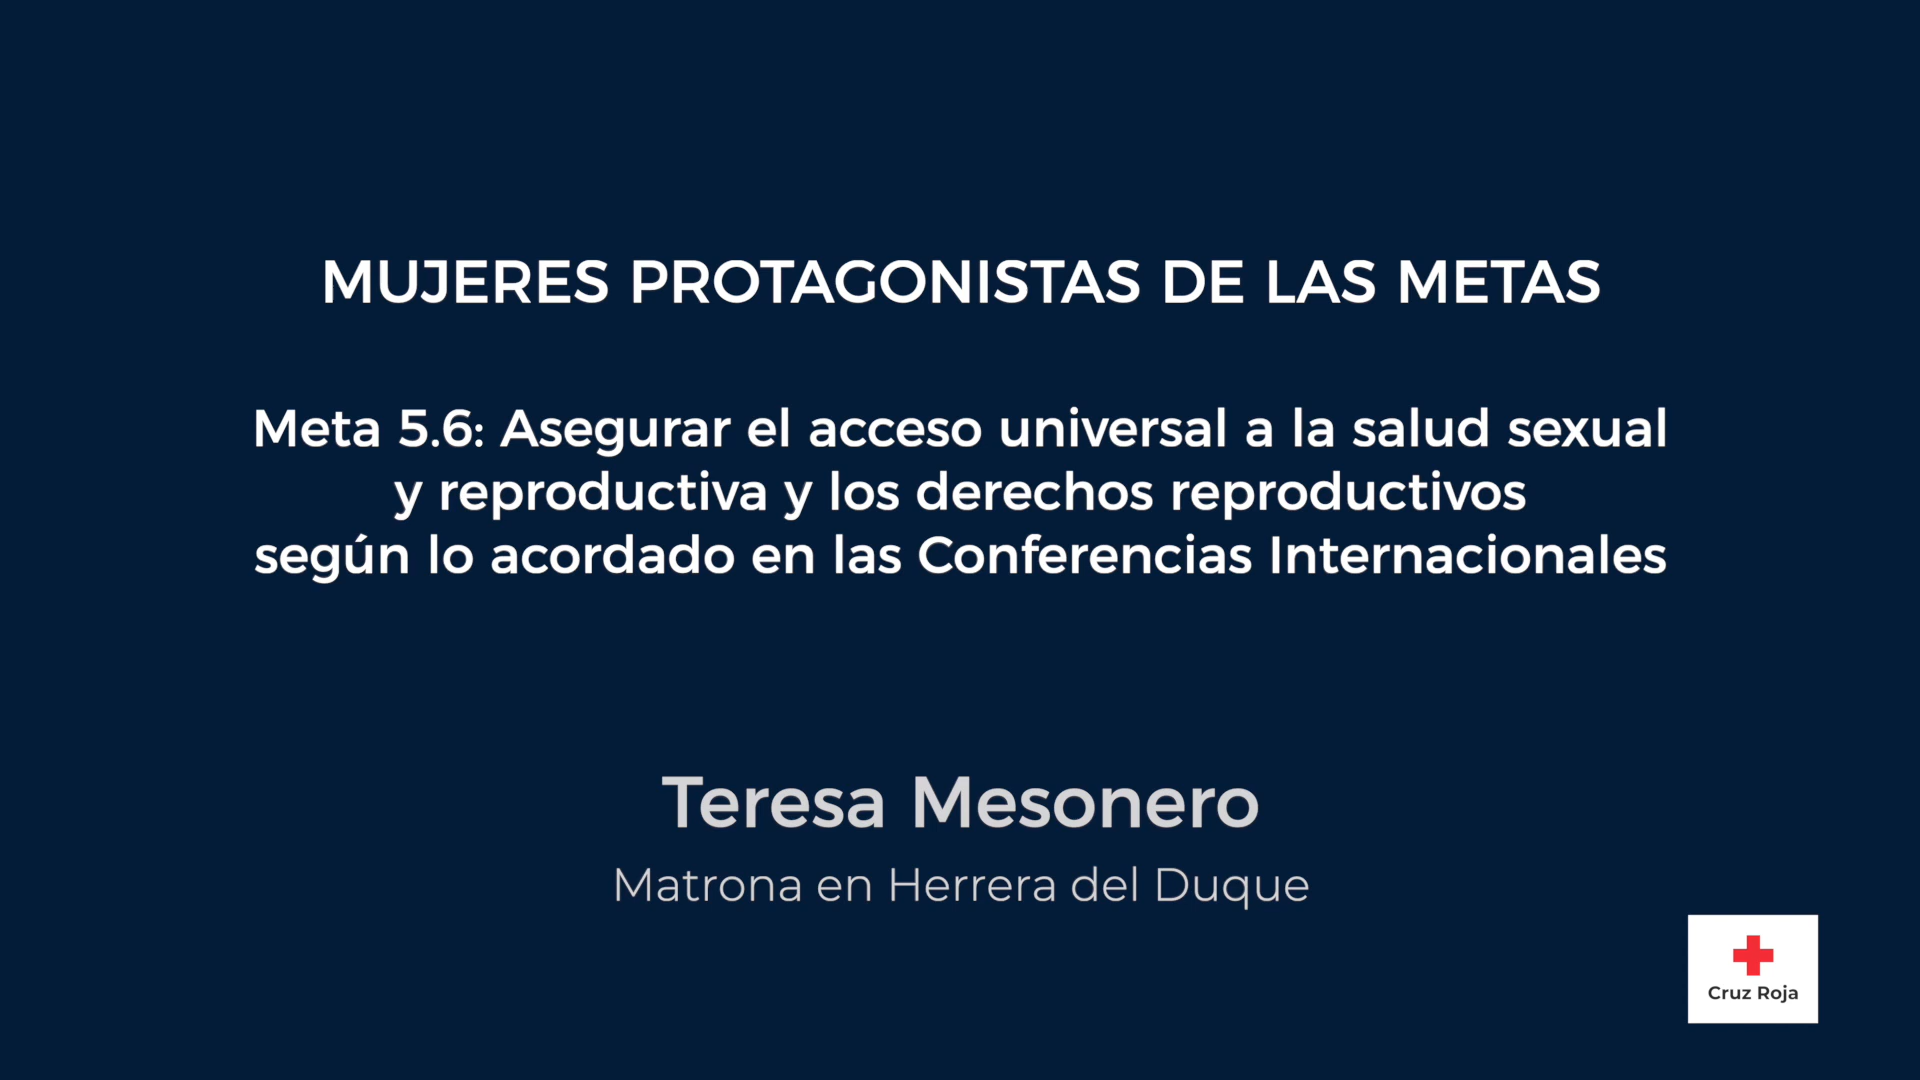 MUJERES PROTAGONISTAS DE LAS METAS
Meta 5.6: Asegurar el acceso universal a la salud sexual
y reproductiva y los derechos reproductivos
según lo acordado en las Conferencias Internacionales
Teresa Mesonero
Matrona en Herrera del Duque
Cruz Roja